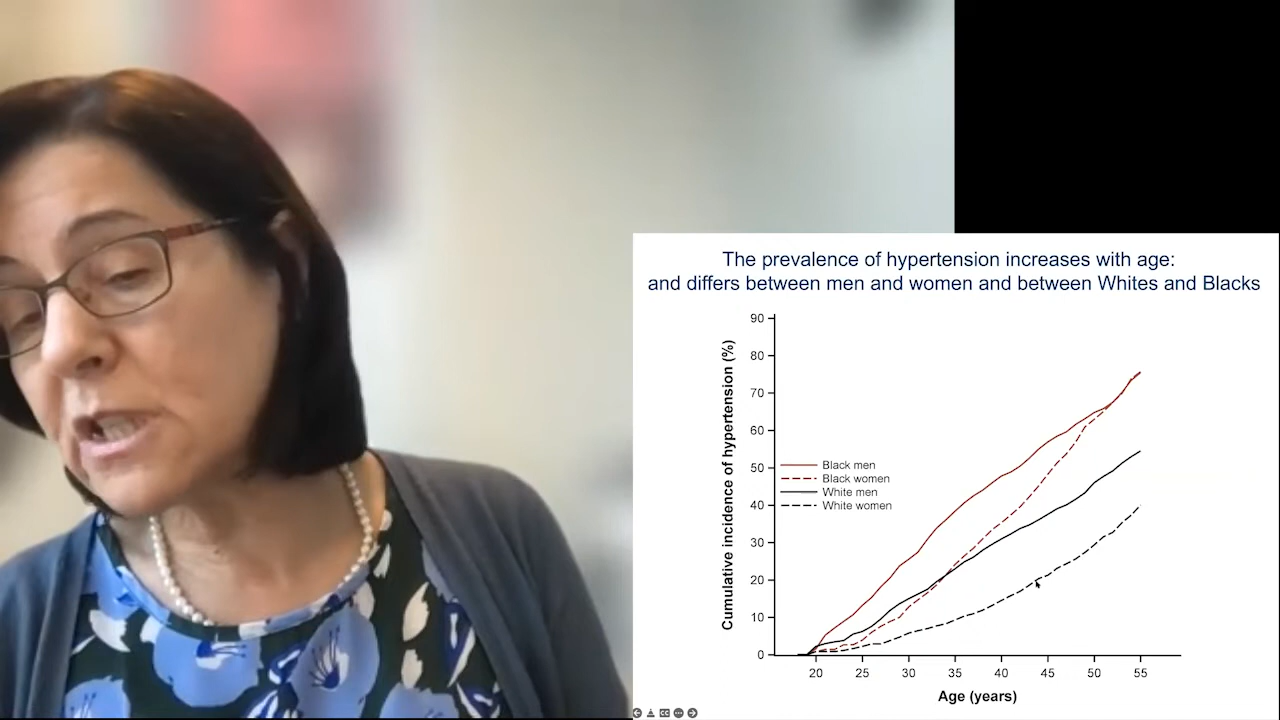 The prevalence of hypertension increases with age:
and differs between men and women and between Whites and Blacks
Cumulative incidence of hypertension (%)
90
80
70
60
50
40
30
20
10
0
Black men
Black women
White men
White women
20 25 30 35 40 45 50 55
Age (years)